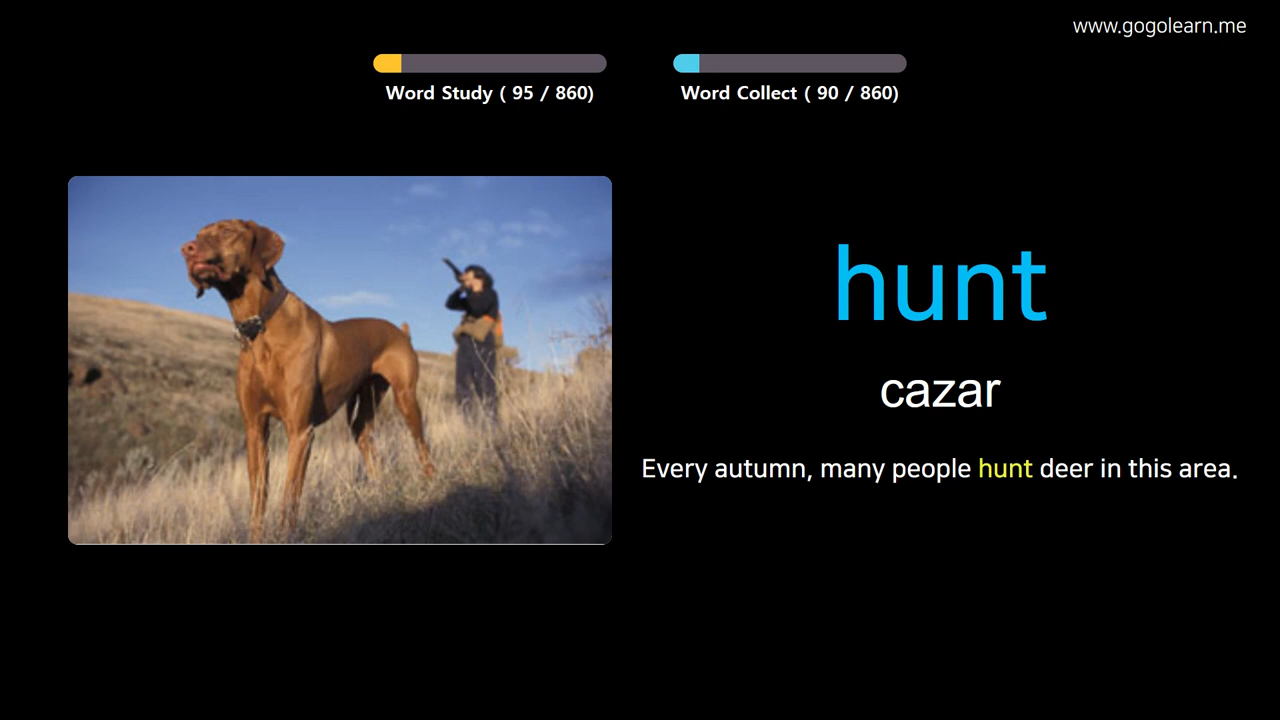 www.gogolearn.me
Word Study ( 95 / 860)
Word Collect ( 90 / 860)
hunt
cazar
Every autumn, many people hunt deer in this area.